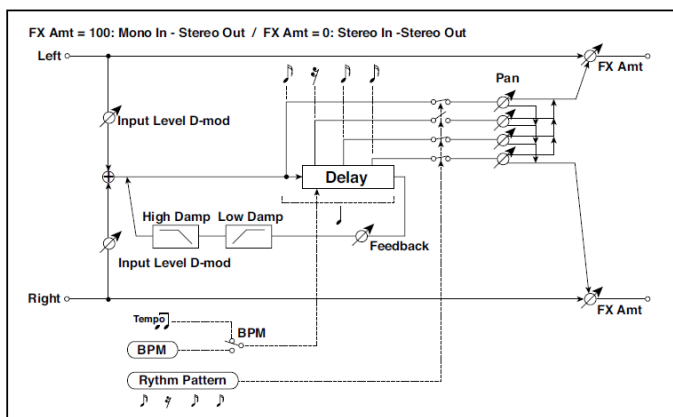 FX Amt = 100: Mono In - Stereo Out / FX Amt = 0: Stereo In -Stereo Out
Left
FX Amt
Pan
Input Level D-mod
Delay
High Damp Low Damp
Feedback
Input Level D-mod
Right
FX Amt
Tempo
BPM
BPM
Rythm Pattern